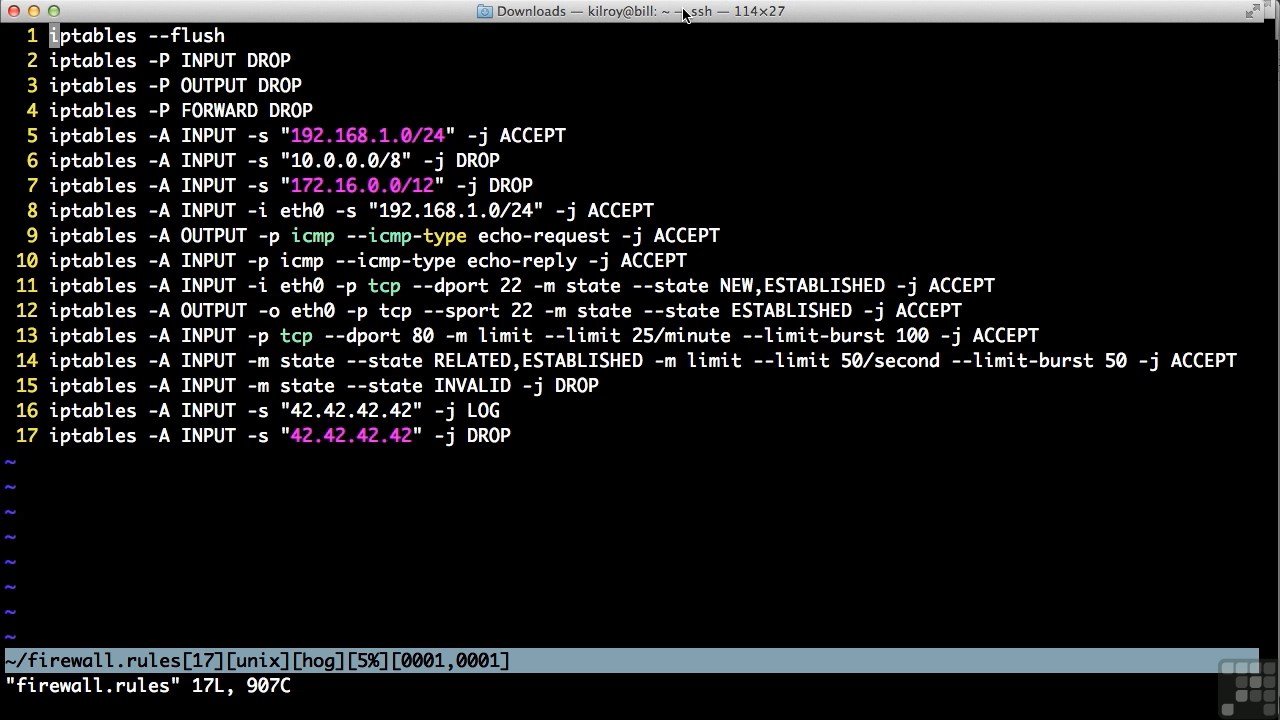 Downloads — kilroy@bill: ~ — ssh — 114×27
1 iptables --flush
2 iptables -P INPUT DROP
3 iptables -P OUTPUT DROP
4 iptables -P FORWARD DROP
5 iptables -A INPUT -s "192.168.1.0/24" -j ACCEPT
6 iptables -A INPUT -s "10.0.0.0/8" -j DROP
7 iptables -A INPUT -s "172.16.0.0/12" -j DROP
8 iptables -A INPUT -i eth0 -s "192.168.1.0/24" -j ACCEPT
9 iptables -A OUTPUT -p icmp --icmp-type echo-request -j ACCEPT
10 iptables -A INPUT -p icmp --icmp-type echo-reply -j ACCEPT
11 iptables -A INPUT -i eth0 -p tcp --dport 22 -m state --state NEW,ESTABLISHED -j ACCEPT
12 iptables -A OUTPUT -o eth0 -p tcp --sport 22 -m state --state ESTABLISHED -j ACCEPT
13 iptables -A INPUT -p tcp --dport 80 -m limit --limit 25/minute --limit-burst 100 -j ACCEPT
14 iptables -A INPUT -m state --state RELATED,ESTABLISHED -m limit --limit 50/second --limit-burst 50 -j ACCEPT
15 iptables -A INPUT -m state --state INVALID -j DROP
16 iptables -A INPUT -s "42.42.42.42" -j LOG
17 iptables -A INPUT -s "42.42.42.42" -j DROP
~
~
~
~
~
~
~
~
~/firewall.rules[17][unix][hog][5%][0001,0001]
"firewall.rules" 17L, 907C